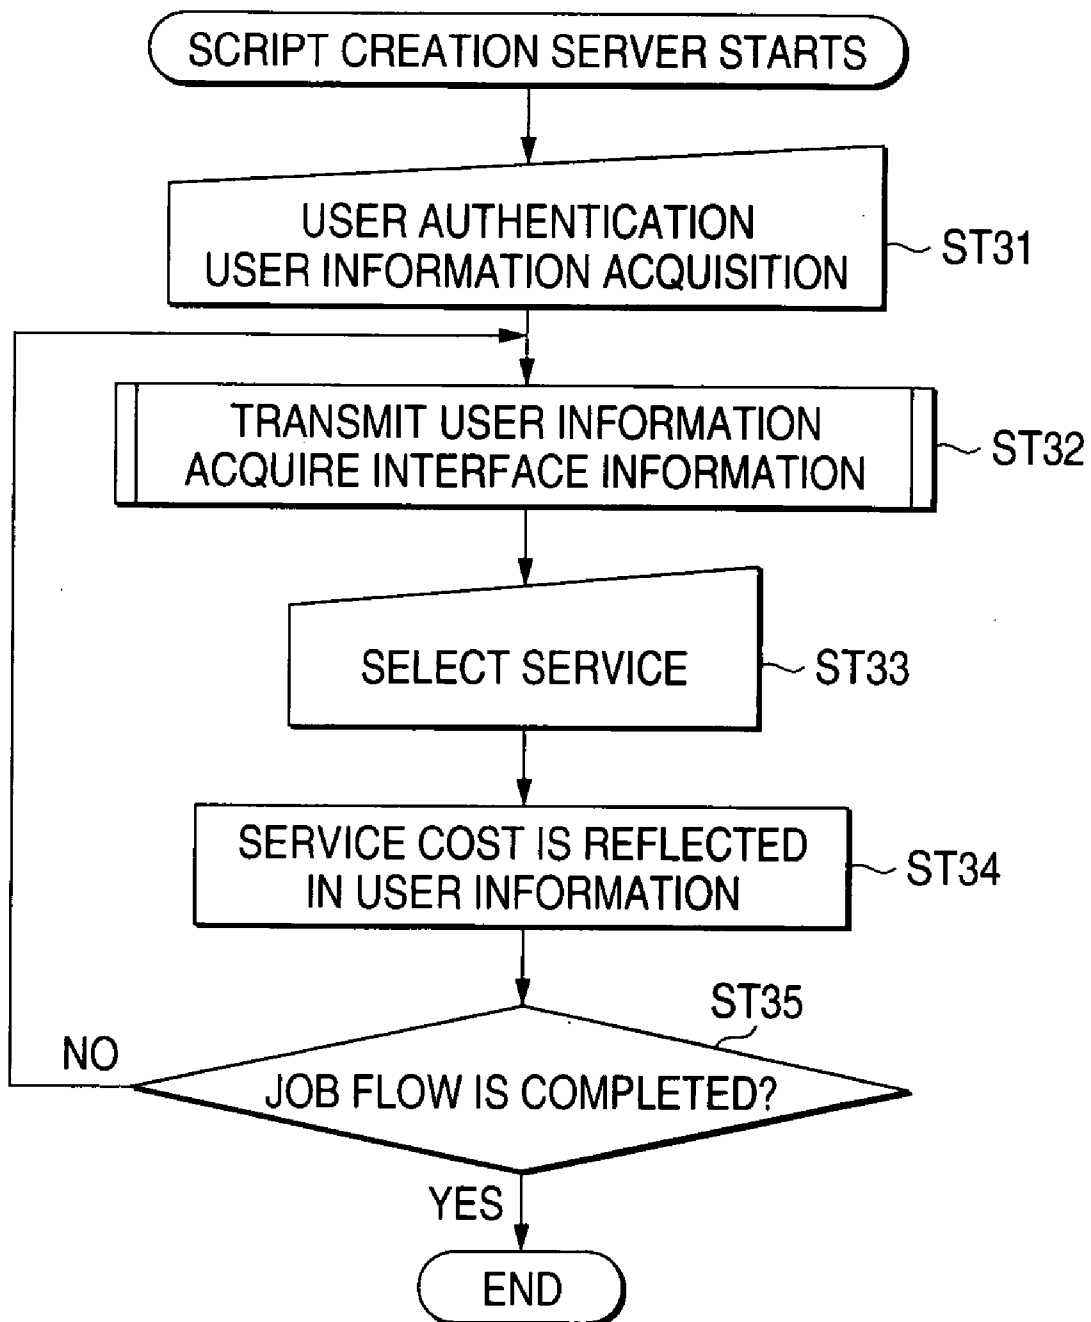 SCRIPT CREATION SERVER STARTS
USER AUTHENTICATION
USER INFORMATION ACQUISITION
ST31
TRANSMIT USER INFORMATION
ACQUIRE INTERFACE INFORMATION
ST32
SELECT SERVICE
ST33
SERVICE COST IS REFLECTED
IN USER INFORMATION
ST34
ST35
NO
JOB FLOW IS COMPLETED?
YES
END